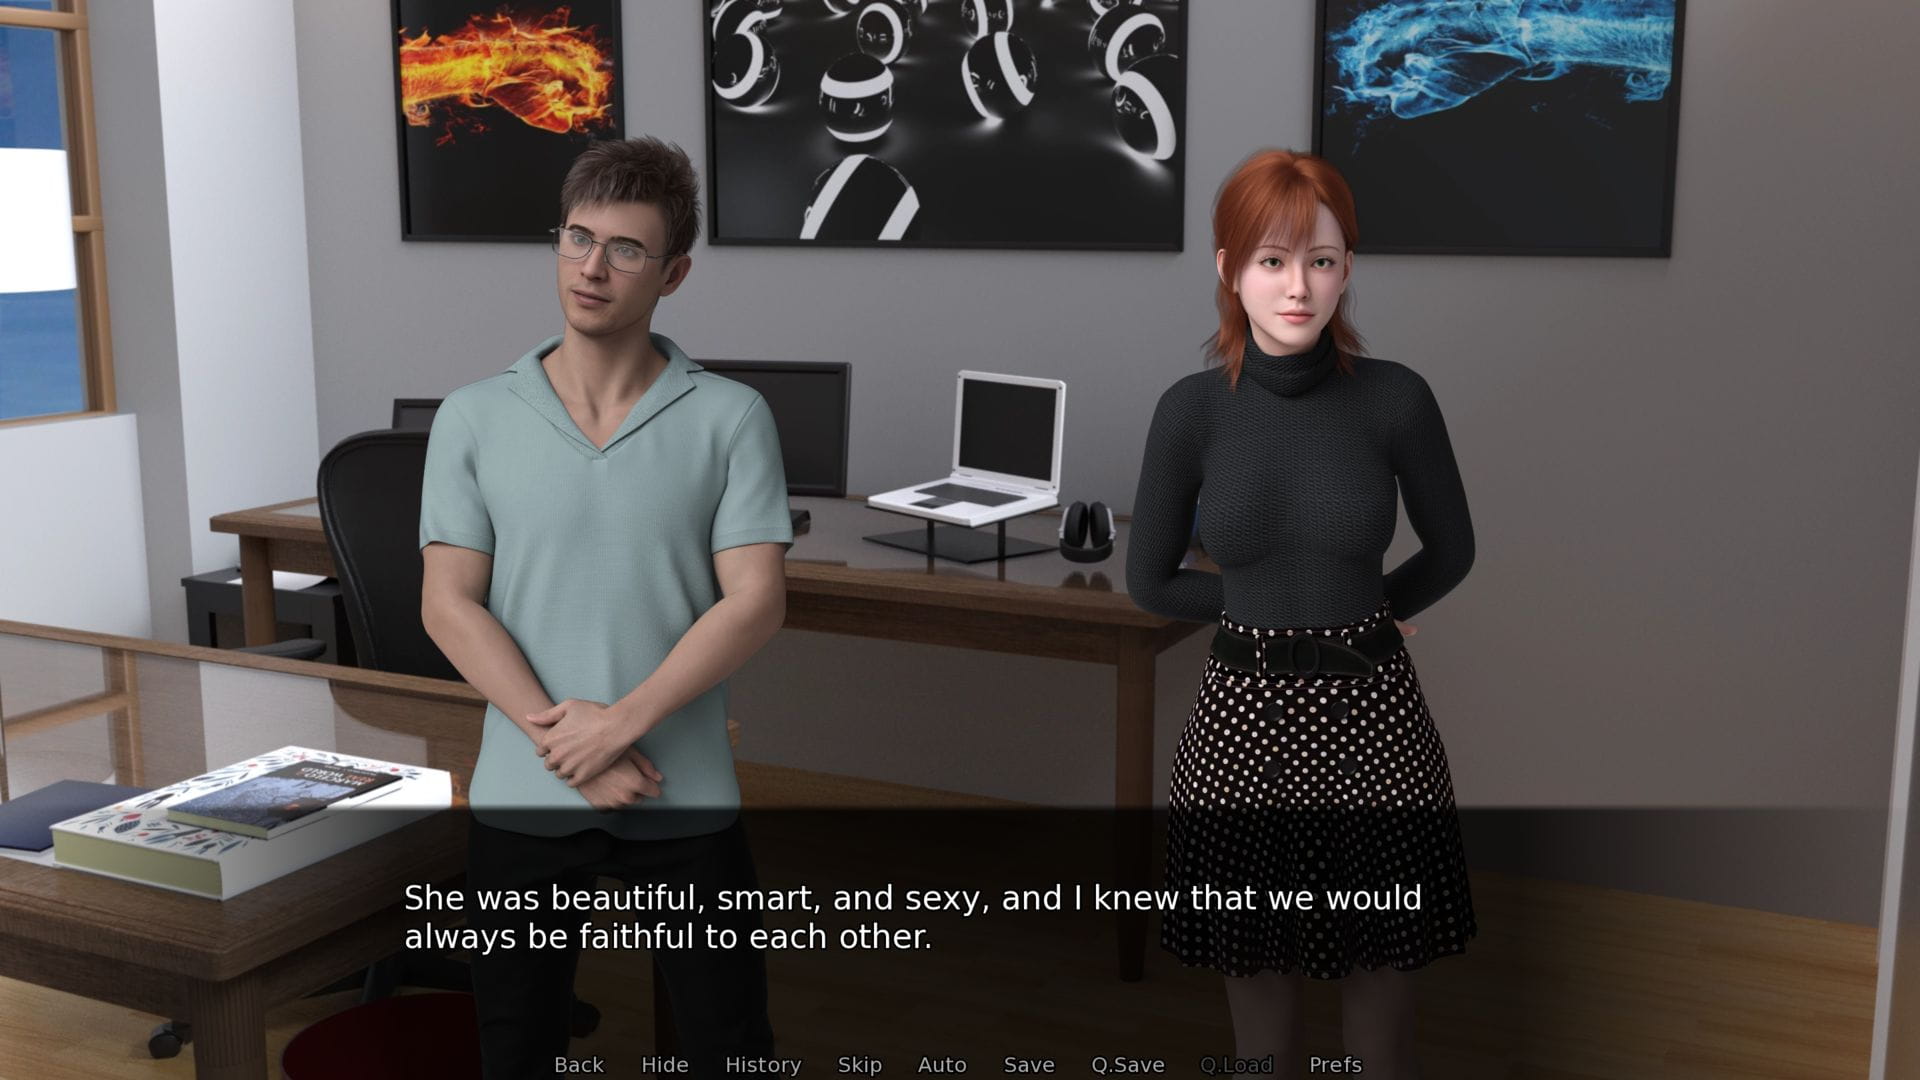 She was beautiful, smart, and sexy, and I knew that we would
always be faithful to each other.
Back Hide History Skip Auto Save Q.Save Q.Load Prefs